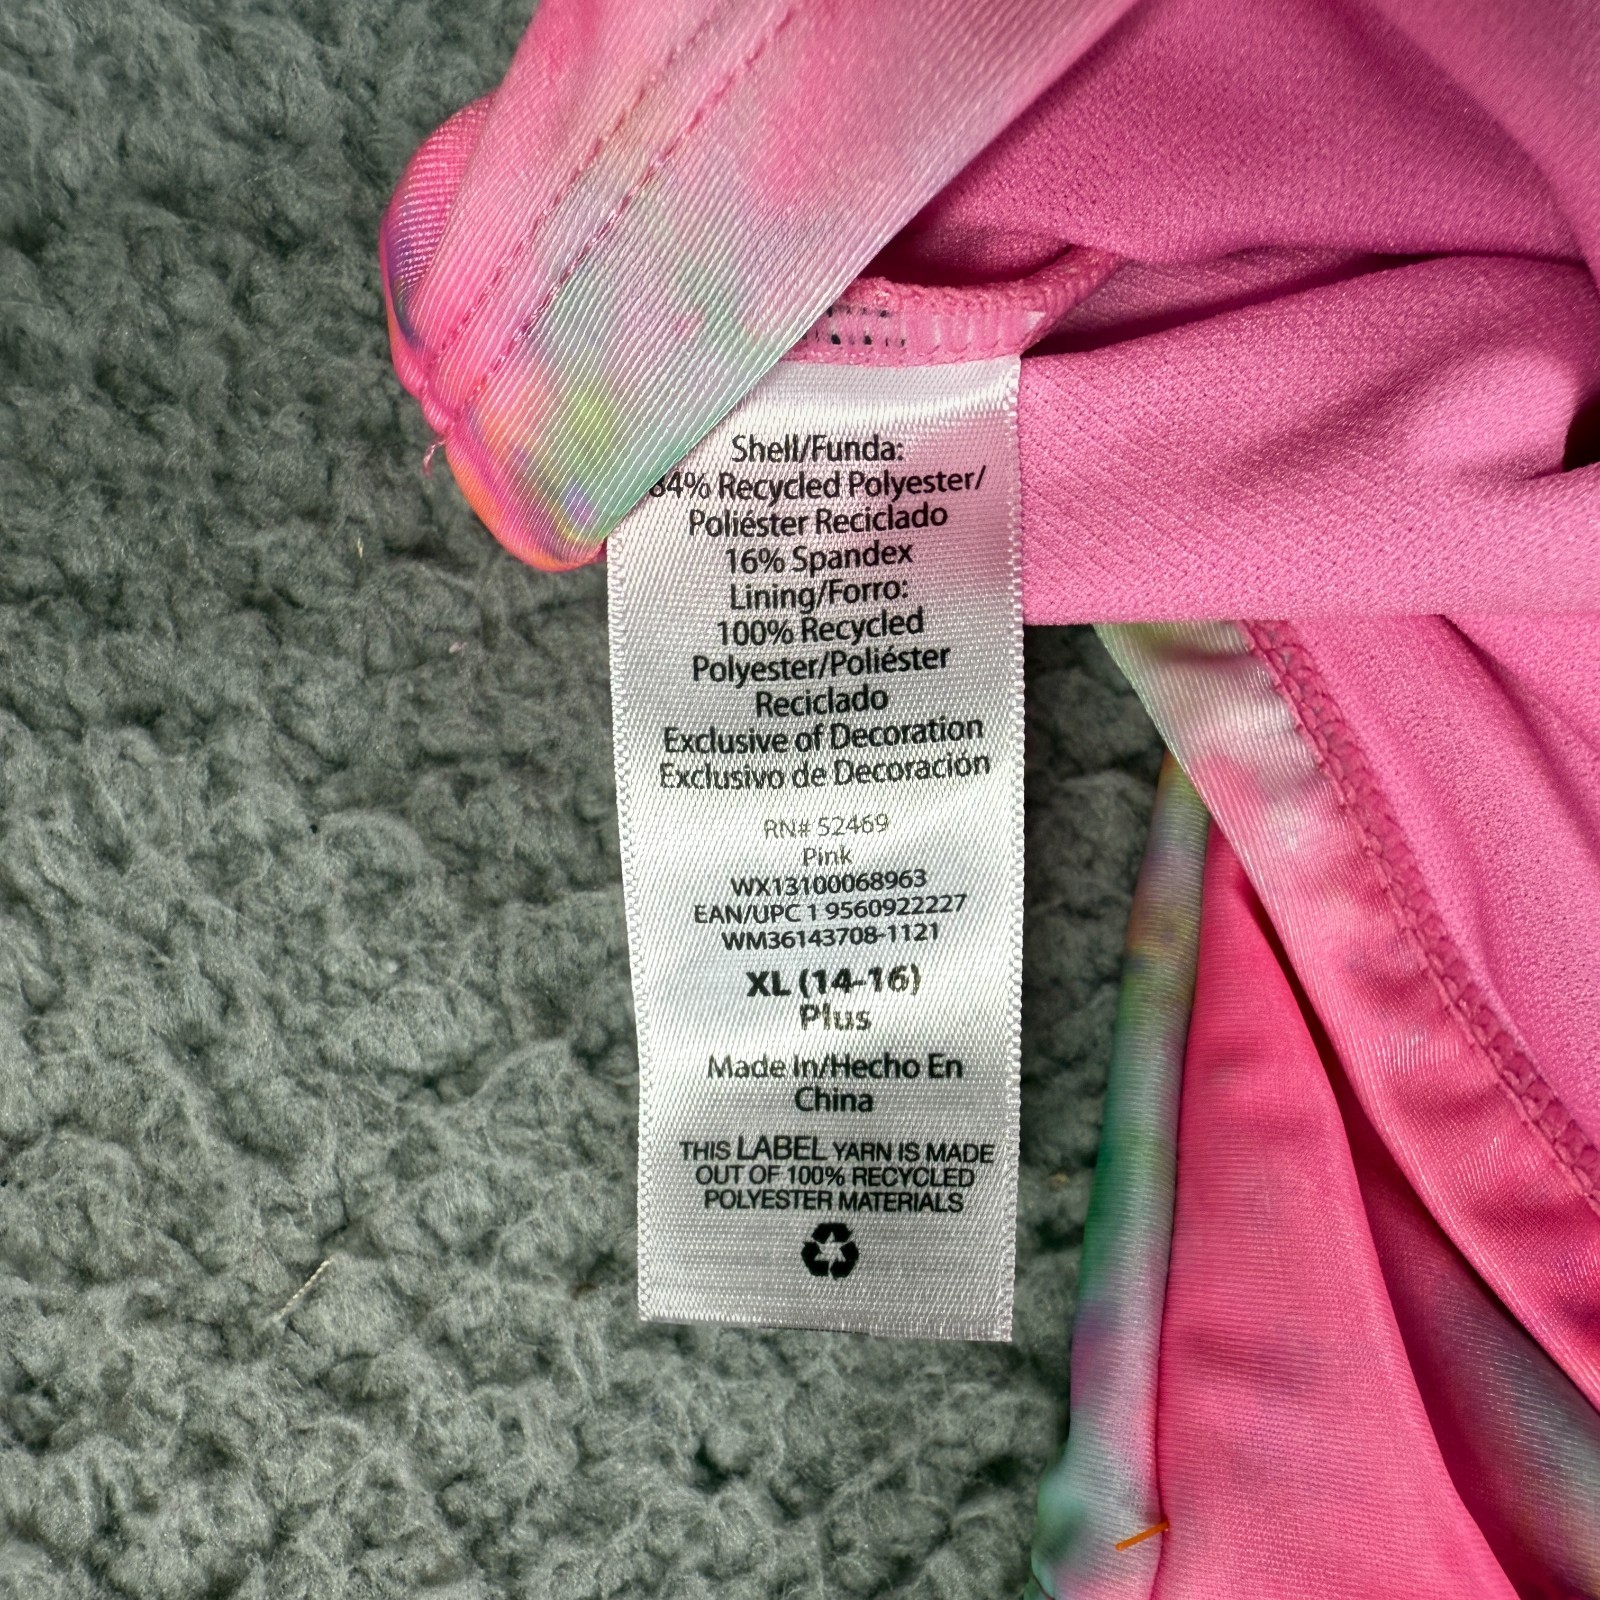 Shell/Funda:
84% Recycled Polyester/
Poliéster Reciclado
16% Spandex
Lining/Forro:
100% Recycled
Polyester/Poliéster
Reciclado
Exclusive of Decoration
Exclusivo de Decoración
RN# 52469
Pink
WX13100068963
EAN/UPC 1 9560922227
WM36143708-1121
XL (14-16)
Plus
Made In/Hecho En
China
THIS LABEL YARN IS MADE
OUT OF 100% RECYCLED
POLYESTER MATERIALS